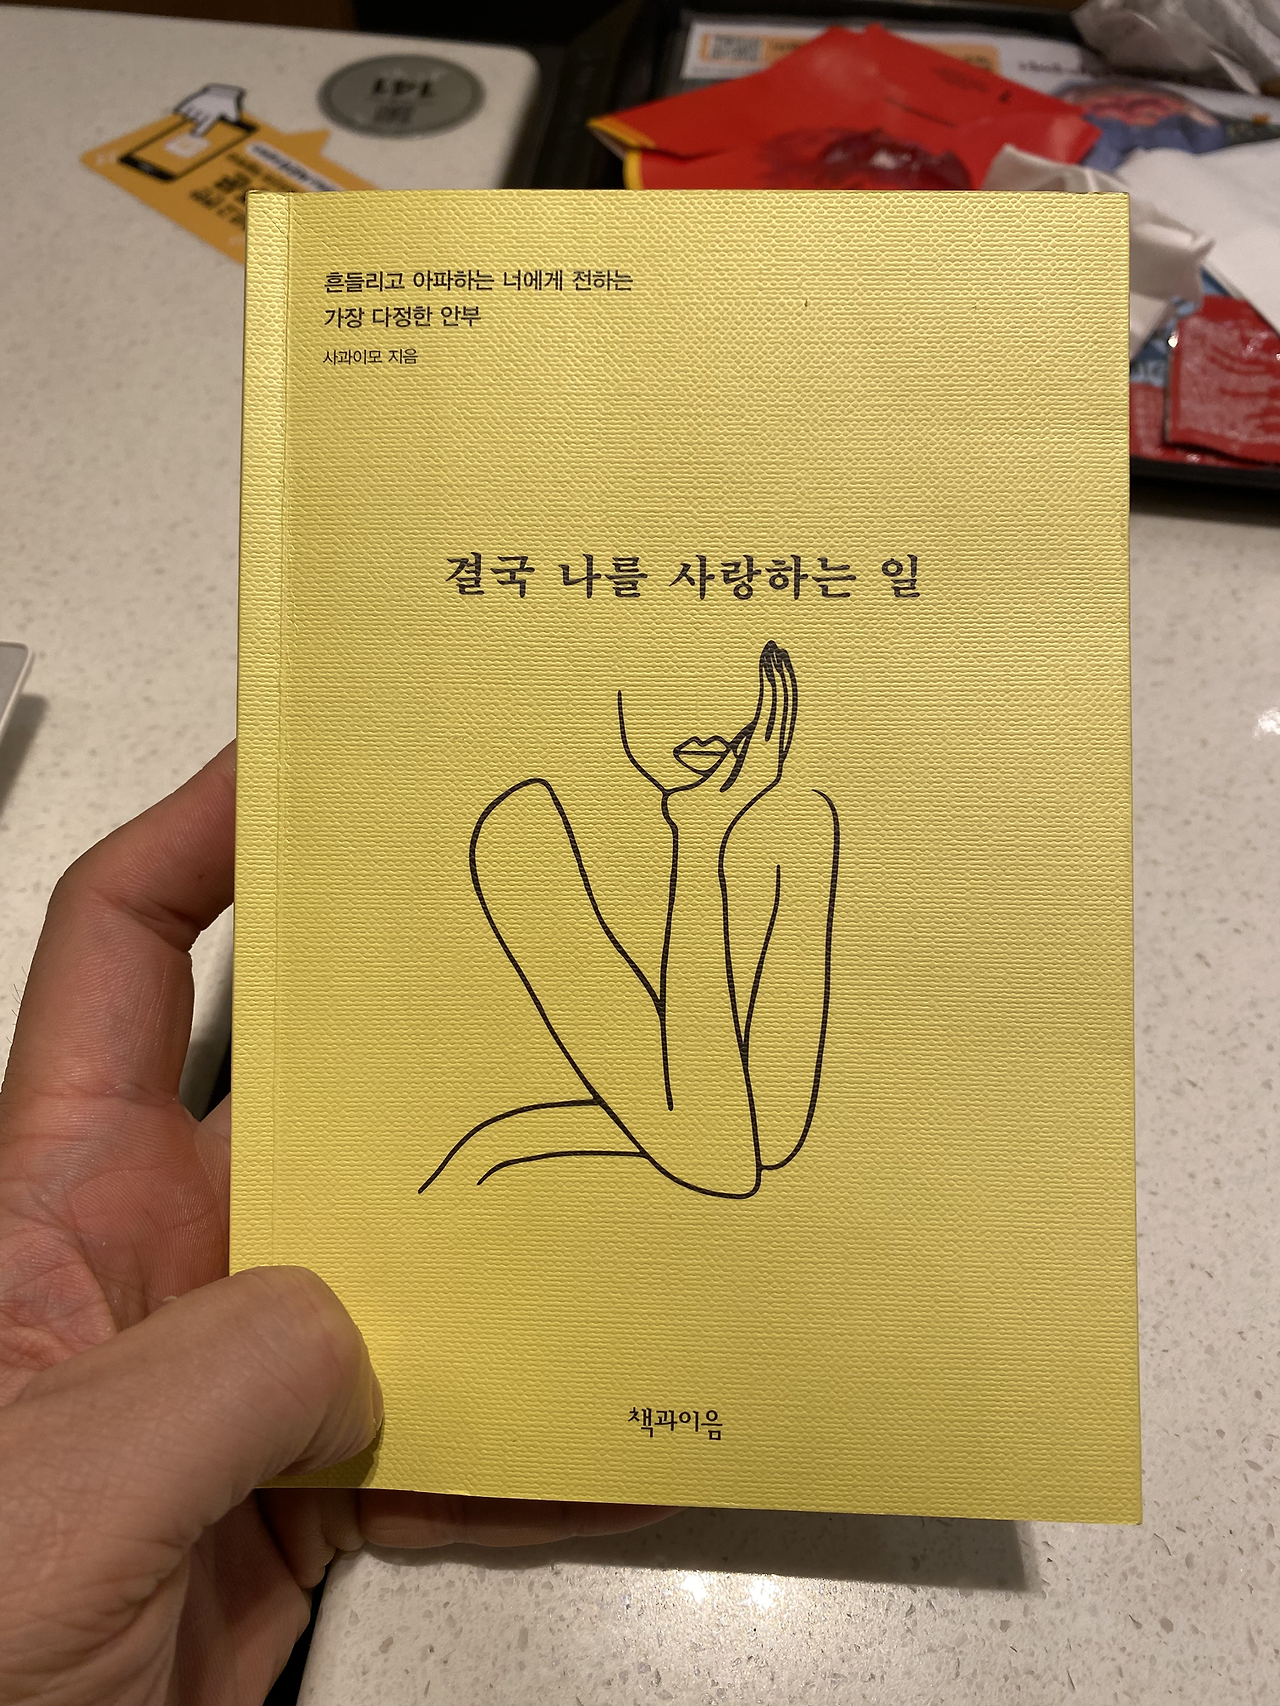 흔들리고 아파하는 너에게 전하는
가장 다정한 안부
사과이모 지음
결국 나를 사랑하는 일
책과이음
141